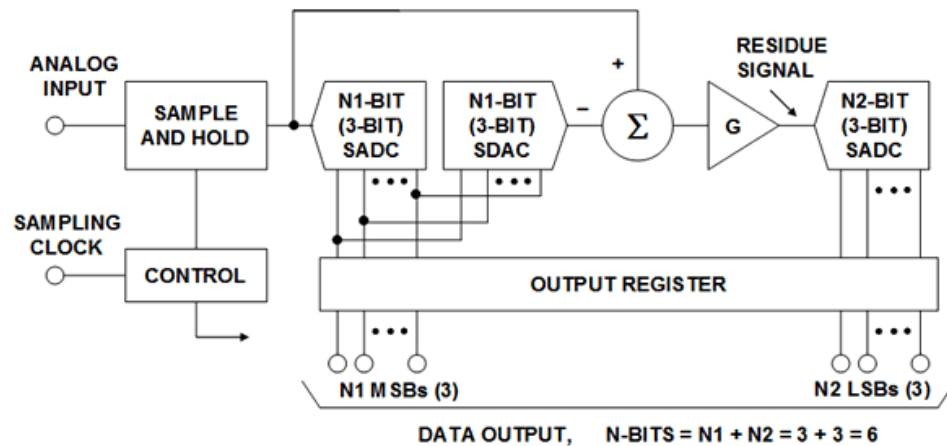 ANALOG
INPUT
SAMPLE
AND HOLD
N1-BIT
(3-BIT)
SADC
N1-BIT
(3-BIT)
SDAC
+
–
Σ
G
RESIDUE
SIGNAL
N2-BIT
(3-BIT)
SADC
SAMPLING
CLOCK
CONTROL
OUTPUT REGISTER
N1 MSBs (3)
N2 LSBs (3)
DATA OUTPUT, N-BITS = N1 + N2 = 3 + 3 = 6